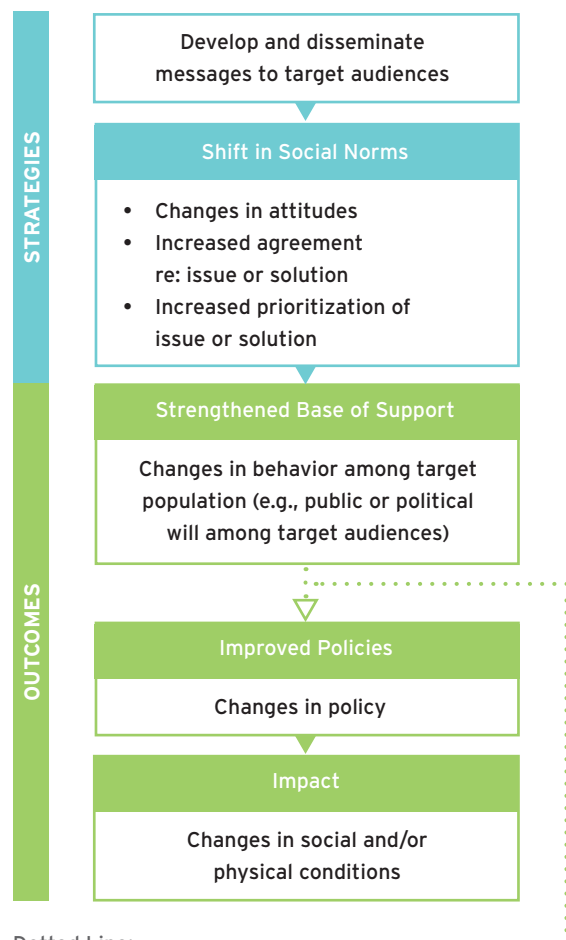 STRATEGIES
Develop and disseminate
messages to target audiences
Shift in Social Norms
• Changes in attitudes
• Increased agreement
re: issue or solution
• Increased prioritization of
issue or solution
OUTCOMES
Strengthened Base of Support
Changes in behavior among target
population (e.g., public or political
will among target audiences)
Improved Policies
Changes in policy
Impact
Changes in social and/or
physical conditions
Dotted Line: